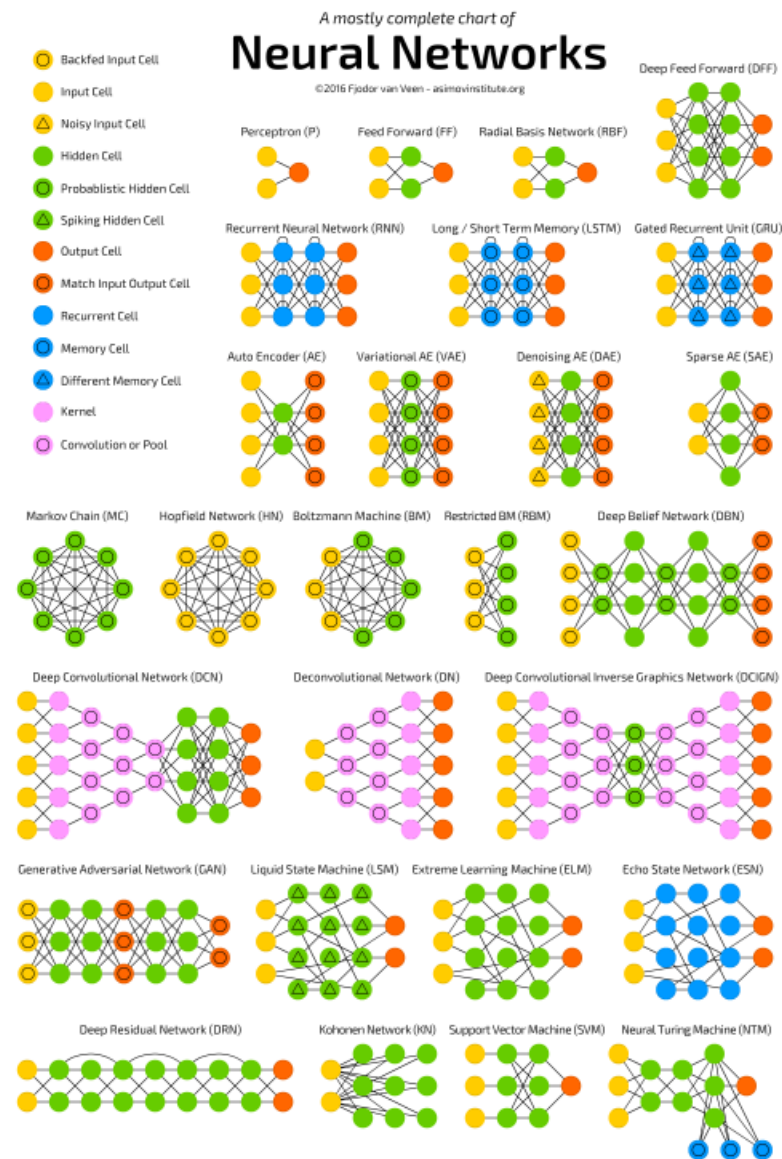 A mostly complete chart of
Neural Networks
©2016 Fjodor van Veen - asimovinstitute.org
Backfed Input Cell
Input Cell
Noisy Input Cell
Hidden Cell
Probablistic Hidden Cell
Spiking Hidden Cell
Output Cell
Match Input Output Cell
Recurrent Cell
Memory Cell
Different Memory Cell
Kernel
Convolution or Pool
Deep Feed Forward (DFF)
Perceptron (P)
Feed Forward (FF)
Radial Basis Network (RBF)
Recurrent Neural Network (RNN)
Long / Short Term Memory (LSTM)
Gated Recurrent Unit (GRU)
Auto Encoder (AE)
Variational AE (VAE)
Denoising AE (DAE)
Sparse AE (SAE)
Markov Chain (MC)
Hopfield Network (HN)
Boltzmann Machine (BM)
Restricted BM (RBM)
Deep Belief Network (DBN)
Deep Convolutional Network (DCN)
Deconvolutional Network (DN)
Deep Convolutional Inverse Graphics Network (DCIGN)
Generative Adversarial Network (GAN)
Liquid State Machine (LSM)
Extreme Learning Machine (ELM)
Echo State Network (ESN)
Deep Residual Network (DRN)
Kohonen Network (KN)
Support Vector Machine (SVM)
Neural Turing Machine (NTM)